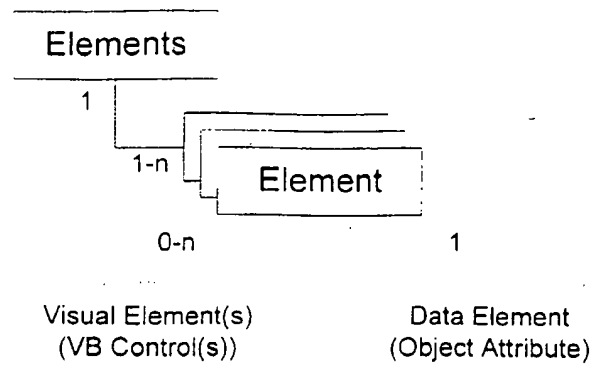 Elements
1
1-n
Element
0-n
1
Visual Element(s)
(VB Control(s))
Data Element
(Object Attribute)